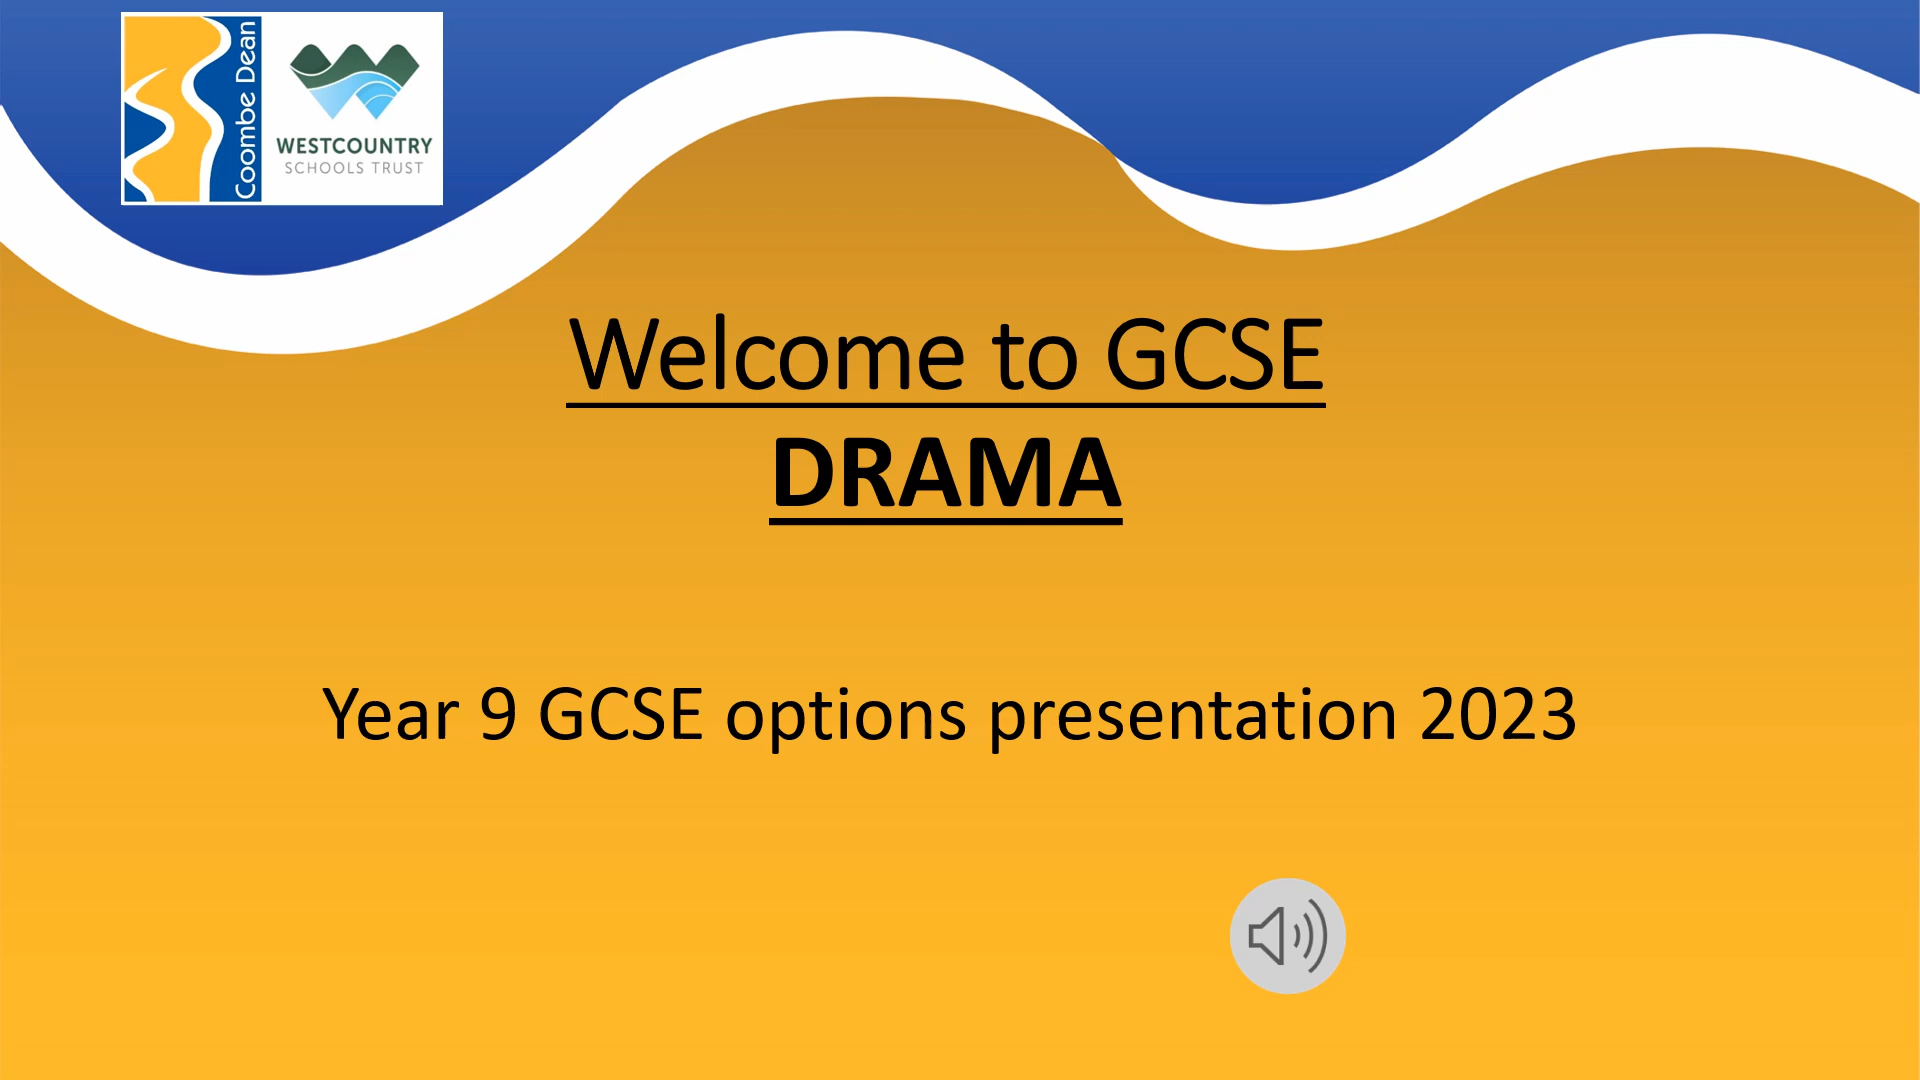 Coombe Dean
WESTCOUNTRY
SCHOOLS TRUST
Welcome to GCSE
DRAMA
Year 9 GCSE options presentation 2023